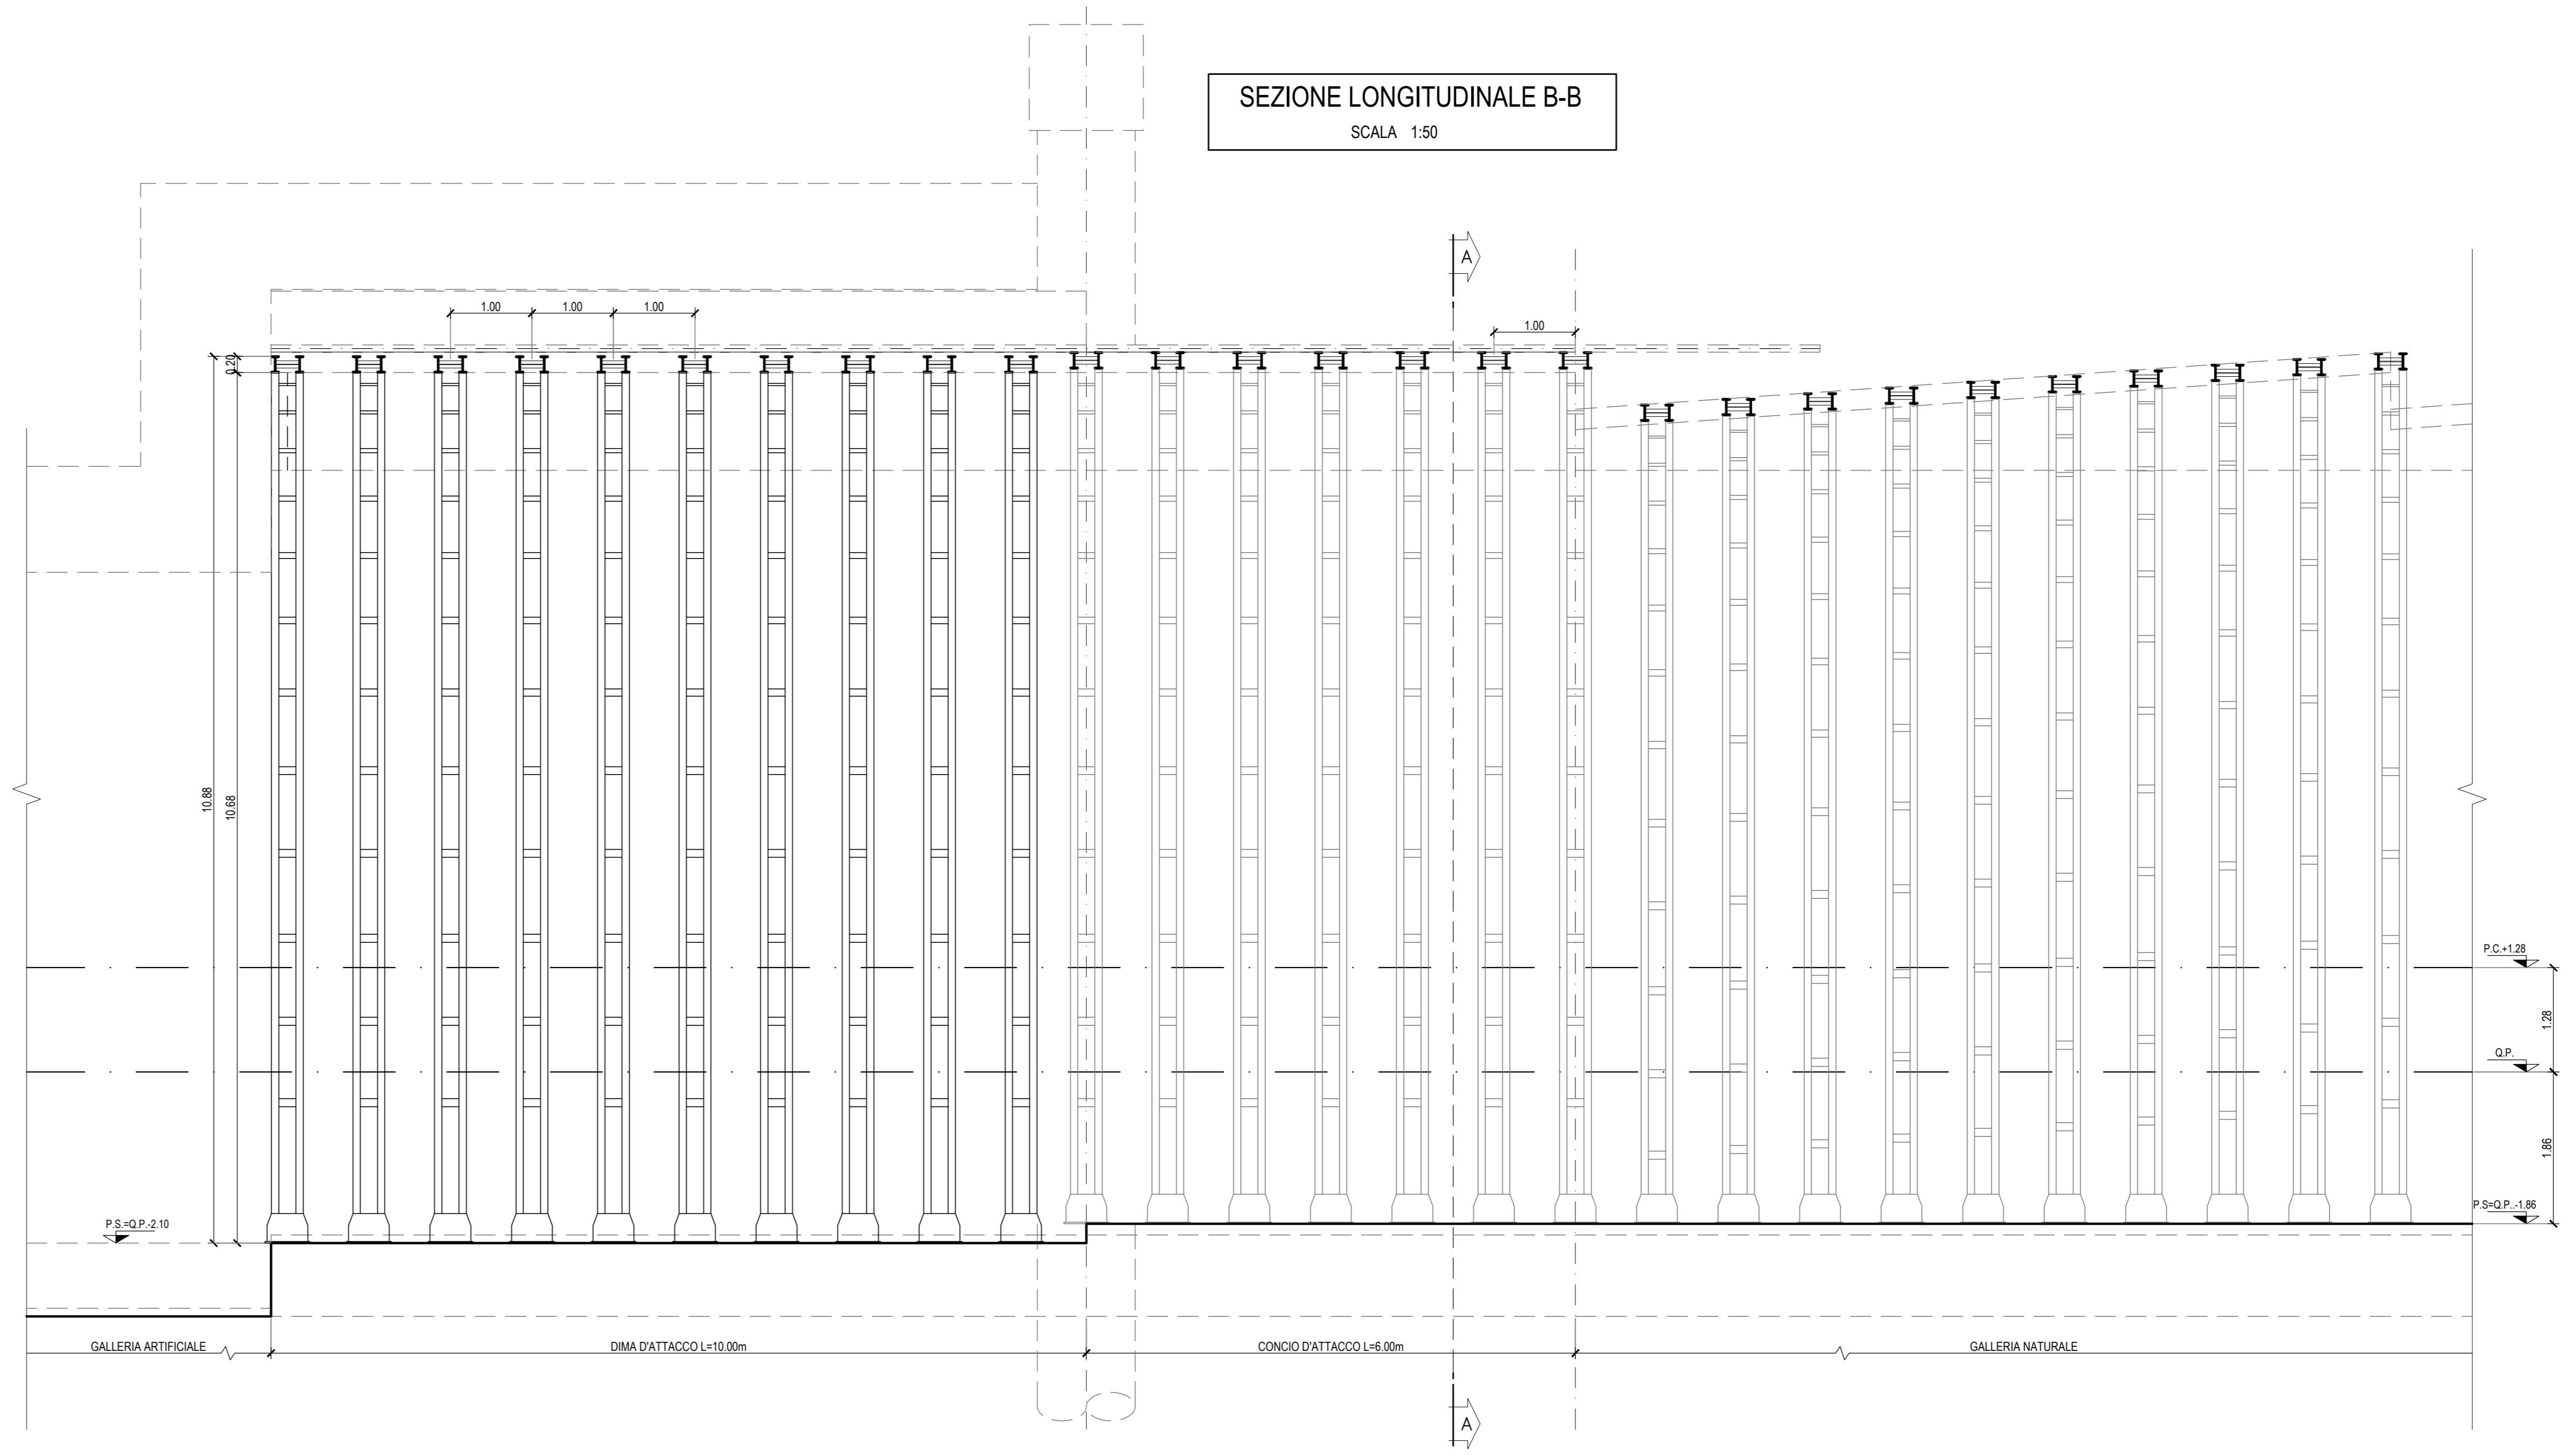 SEZIONE LONGITUDINALE B-B
SCALA 1:50
A
1.00 1.00 1.00
1.00
0.20
10.88
10.68
P.C.+1.28
1.28
Q.P.
1.86
P.S=Q.P..-1.86
P.S.=Q.P.-2.10
GALLERIA ARTIFICIALE
DIMA D'ATTACCO L=10.00m
CONCIO D'ATTACCO L=6.00m
GALLERIA NATURALE
A